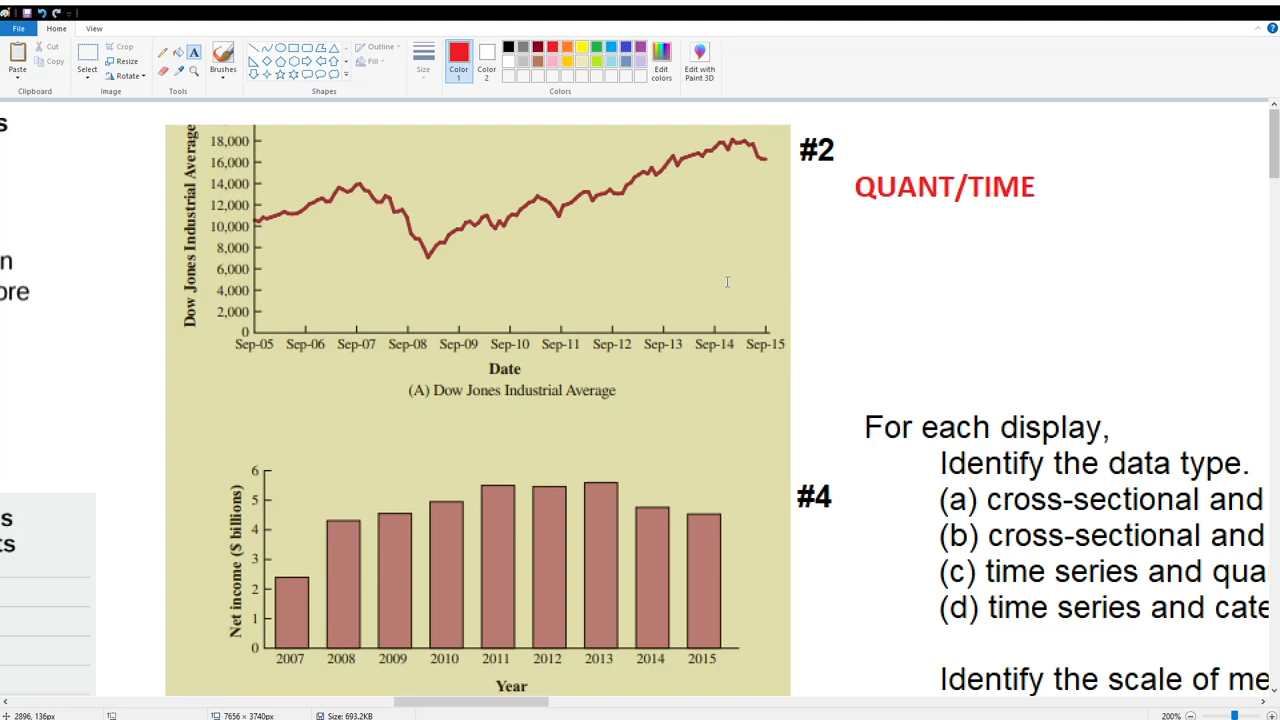 File Home View
Cut
Copy
Paste
Clipboard
Select
Crop
Resize
Rotate
Image
A
Tools
Brushes
Outline
Fill
Shapes
Size
Color 1
Color 2
Edit colors
Edit with Paint 3D
Colors
s
n
ore
s
ts
Dow Jones Industrial Average
18,000
16,000
14,000
12,000
10,000
8,000
6,000
4,000
2,000
0
Sep-05 Sep-06 Sep-07 Sep-08 Sep-09 Sep-10 Sep-11 Sep-12 Sep-13 Sep-14 Sep-15
Date
(A) Dow Jones Industrial Average
#2
QUANT/TIME
Net income ($ billions)
6
5
4
3
2
1
0
2007 2008 2009 2010 2011 2012 2013 2014 2015
Year
#4
For each display,
Identify the data type.
(a) cross-sectional and
(b) cross-sectional and
(c) time series and qua
(d) time series and cate
Identify the scale of me
2896, 136px
7656 × 3740px
Size: 693.2KB
200%